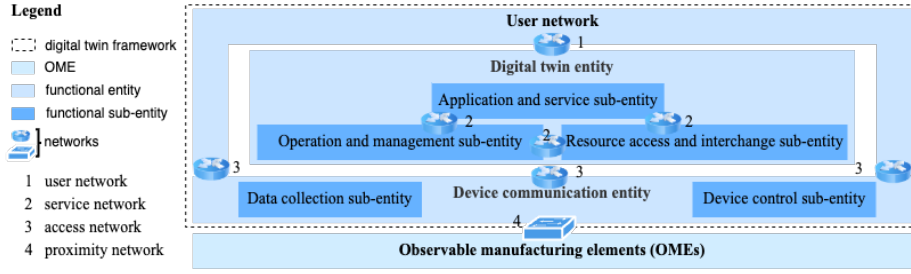 Legend
digital twin framework
OME
functional entity
functional sub-entity
networks
1 user network
2 service network
3 access network
4 proximity network
User network
1
Digital twin entity
Application and service sub-entity
2
2
Operation and management sub-entity
2
Resource access and interchange sub-entity
3
3
3
Device communication entity
Data collection sub-entity
Device control sub-entity
4
Observable manufacturing elements (OMEs)